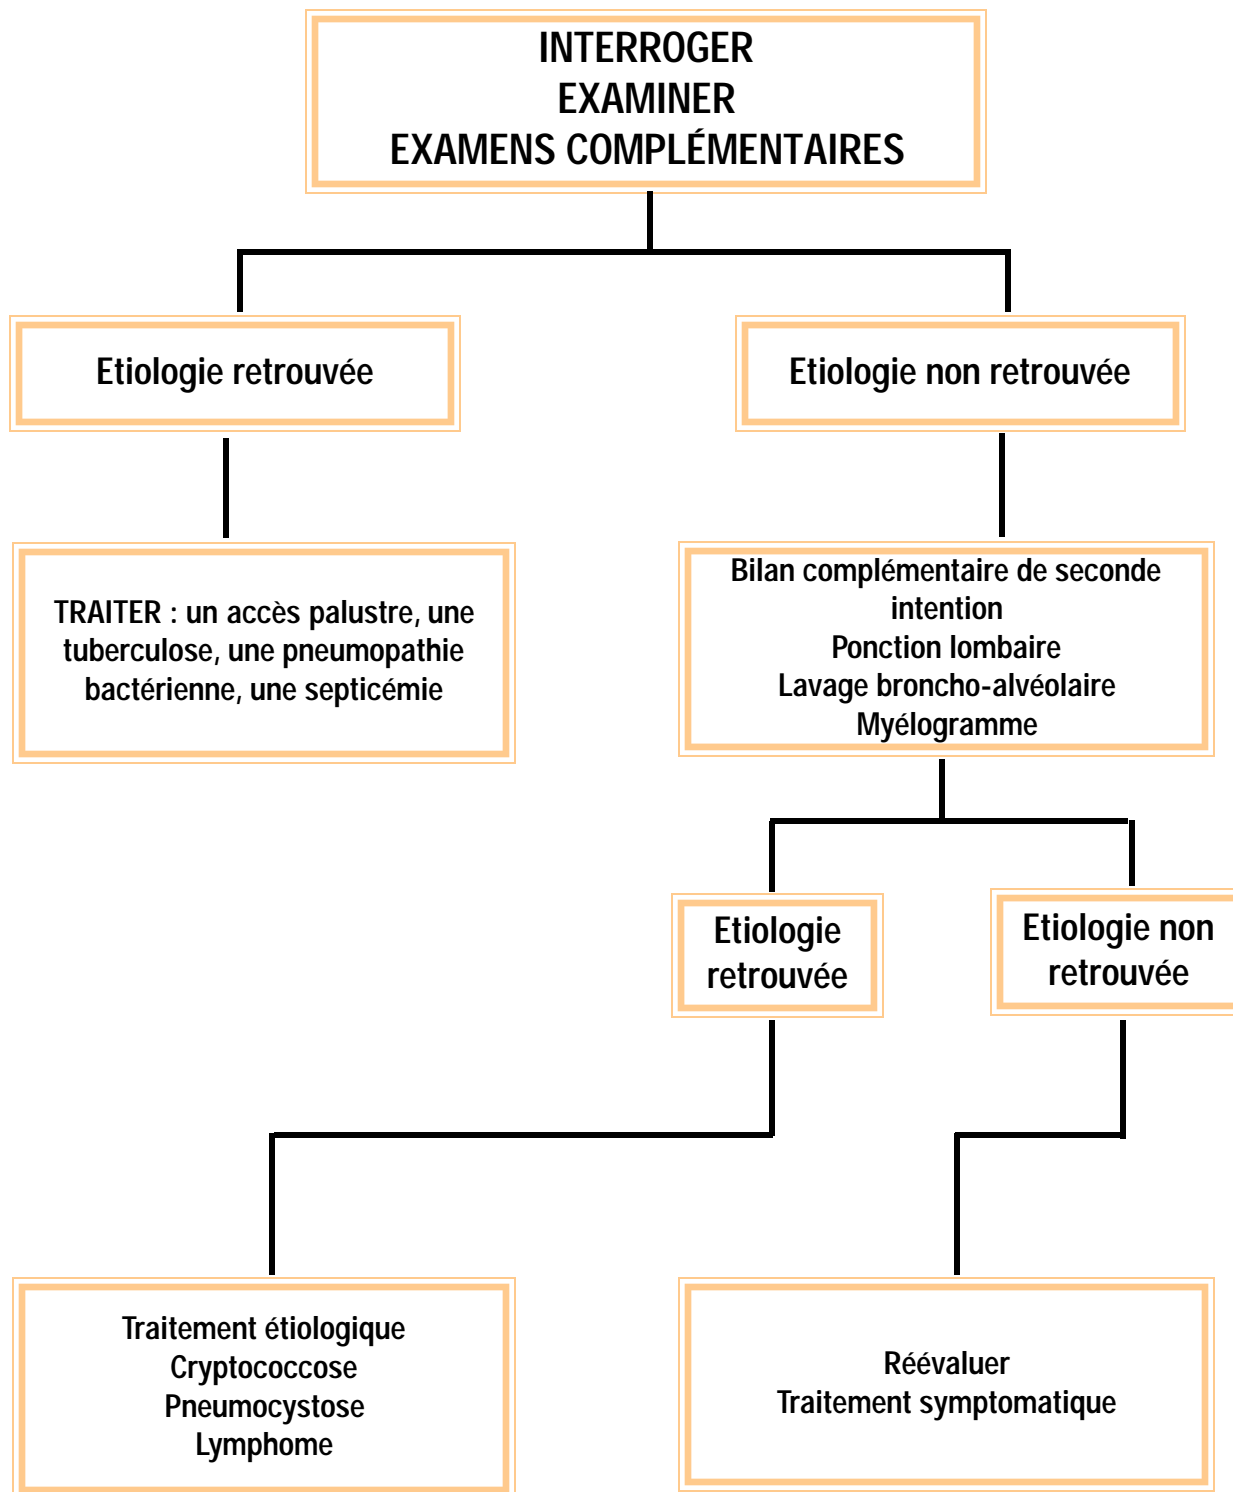 INTERROGER
EXAMINER
EXAMENS COMPLÉMENTAIRES
Etiologie retrouvée
Etiologie non retrouvée
TRAITER : un accès palustre, une
tuberculose, une pneumopathie
bactérienne, une septicémie
Bilan complémentaire de seconde
intention
Ponction lombaire
Lavage broncho-alvéolaire
Myélogramme
Etiologie
retrouvée
Etiologie non
retrouvée
Traitement étiologique
Cryptococcose
Pneumocystose
Lymphome
Réévaluer
Traitement symptomatique